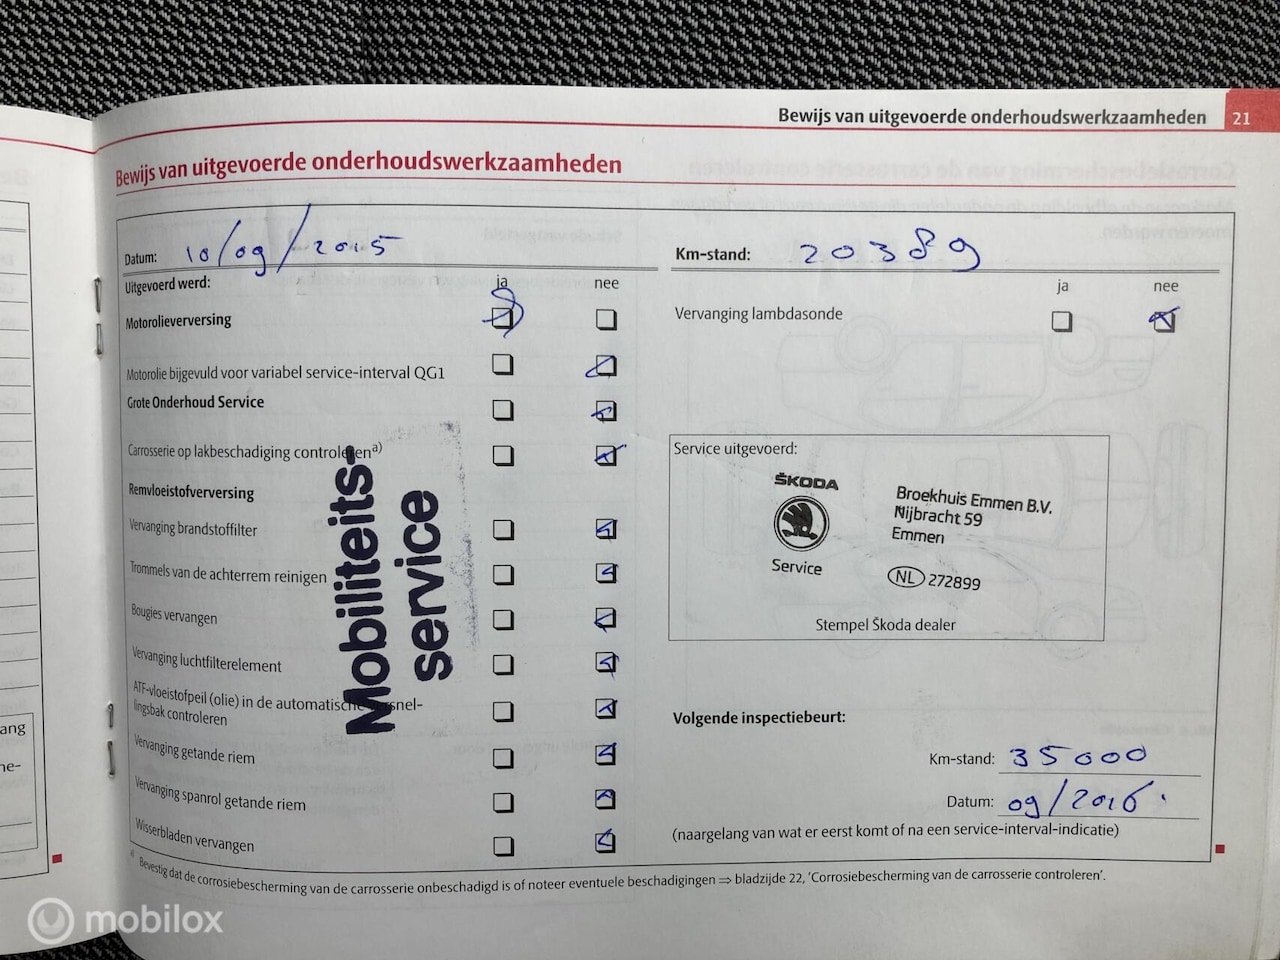 Bewijs van uitgevoerde onderhoudswerkzaamheden 21
Bewijs van uitgevoerde onderhoudswerkzaamheden
Datum: 10/09/2015
Uitgevoerd werd:
ja nee
Motorolieverversing
Motorolie bijgevuld voor variabel service-interval QG1
Grote Onderhoud Service
Carrosserie op lakbeschadiging controleren a)
Remvloeistofverversing
Vervanging brandstoffilter
Trommels van de achterrem reinigen
Bougies vervangen
Vervanging luchtfilterelement
ATF-vloeistofpeil (olie) in de automatische versnel-
lingsbak controleren
Vervanging getande riem
Vervanging spanrol getande riem
Wisserbladen vervangen
Mobiliteits-
service
Km-stand: 20389
ja nee
Vervanging lambdasonde
Service uitgevoerd:
ŠKODA
Service
Broekhuis Emmen B.V.
Nijbracht 59
Emmen
NL 272899
Stempel Škoda dealer
Volgende inspectiebeurt:
Km-stand: 35000
Datum: 09/2016.
(naargelang van wat er eerst komt of na een service-interval-indicatie)
a) Bevestig dat de corrosiebescherming van de carrosserie onbeschadigd is of noteer eventuele beschadigingen ⇒ bladzijde 22, 'Corrosiebescherming van de carrosserie controleren'.
ang
ne-
mobilox